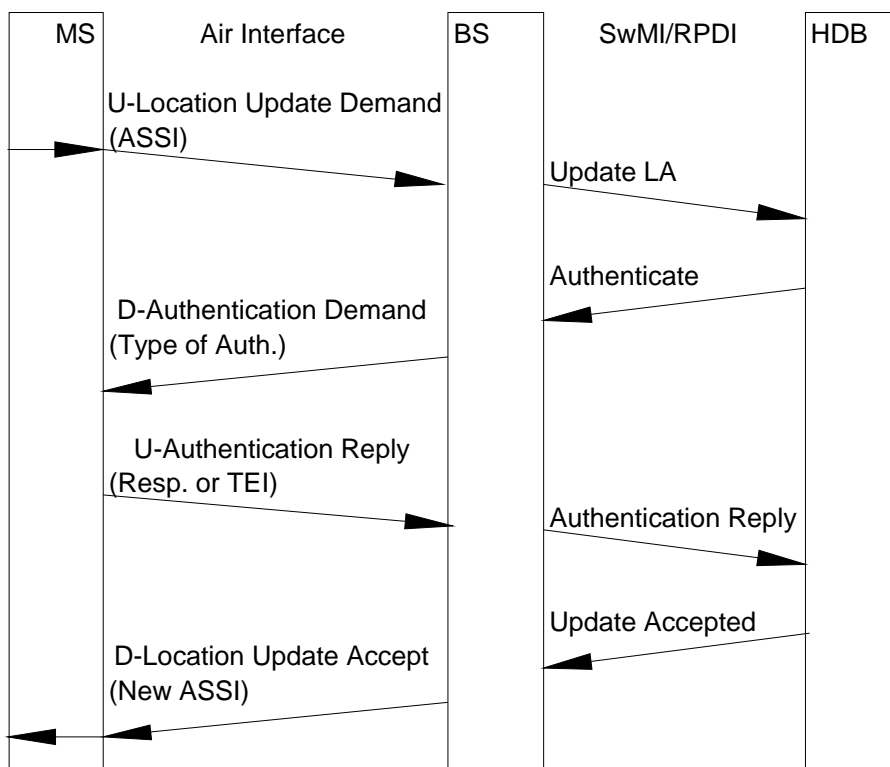 MS Air Interface BS SwMI/RPDI HDB
U-Location Update Demand
(ASSI)
Update LA
Authenticate
D-Authentication Demand
(Type of Auth.)
U-Authentication Reply
(Resp. or TEI)
Authentication Reply
Update Accepted
D-Location Update Accept
(New ASSI)